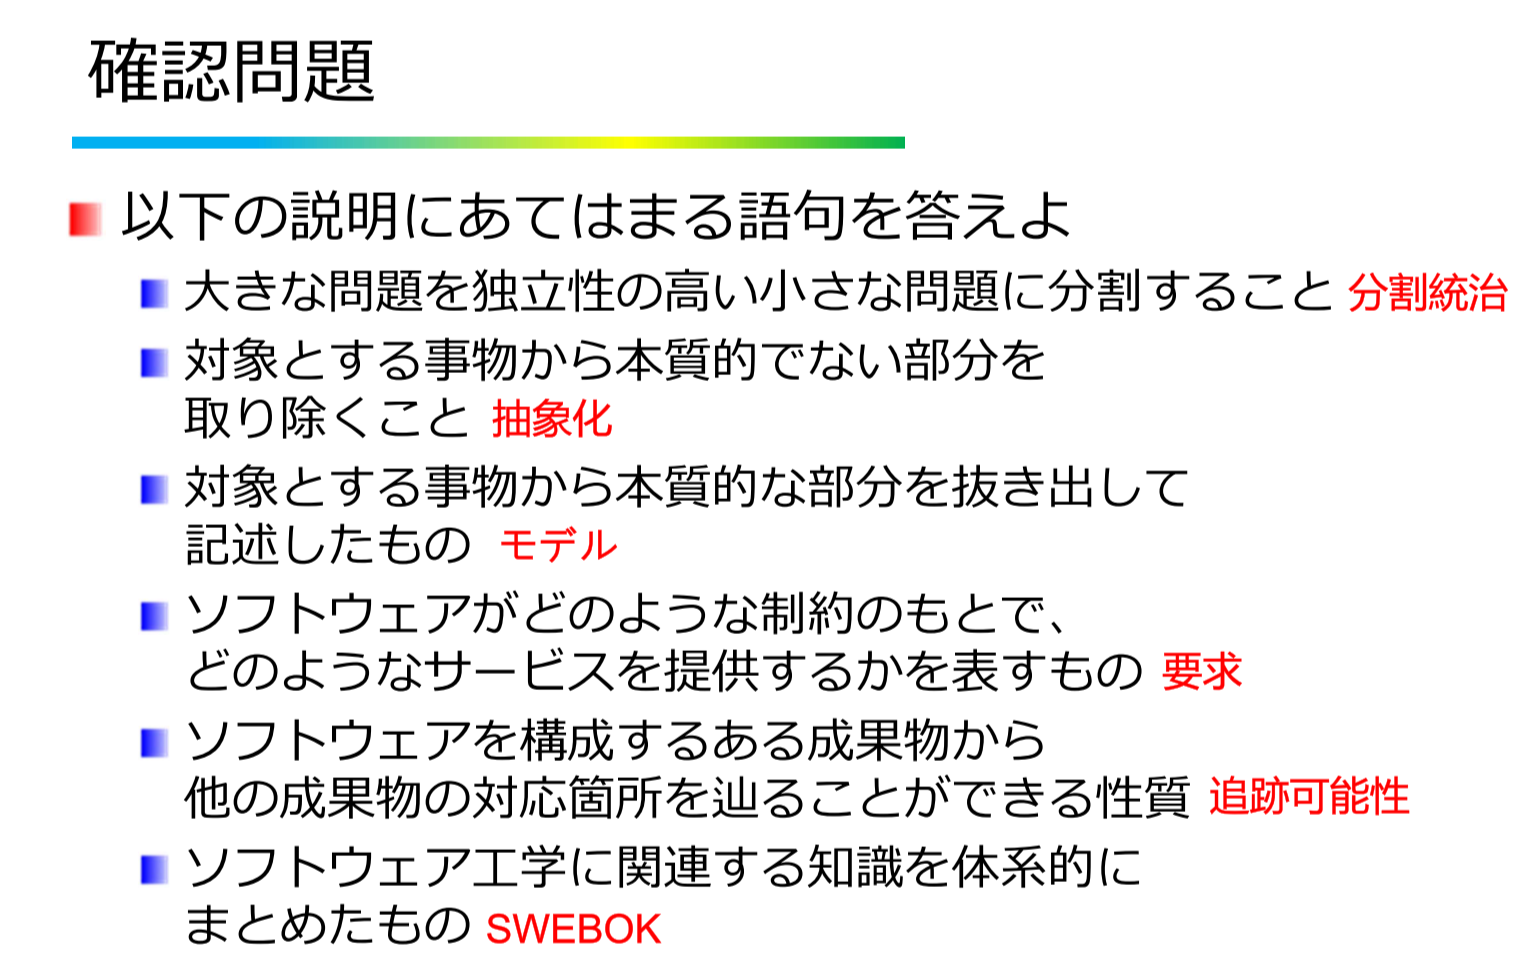 確認問題
以下の説明にあてはまる語句を答えよ
大きな問題を独立性の高い小さな問題に分割すること 分割統治
対象とする事物から本質的でない部分を
取り除くこと 抽象化
対象とする事物から本質的な部分を抜き出して
記述したもの モデル
ソフトウェアがどのような制約のもとで、
どのようなサービスを提供するかを表すもの 要求
ソフトウェアを構成するある成果物から
他の成果物の対応箇所を辿ることができる性質 追跡可能性
ソフトウェア工学に関連する知識を体系的に
まとめたもの SWEBOK